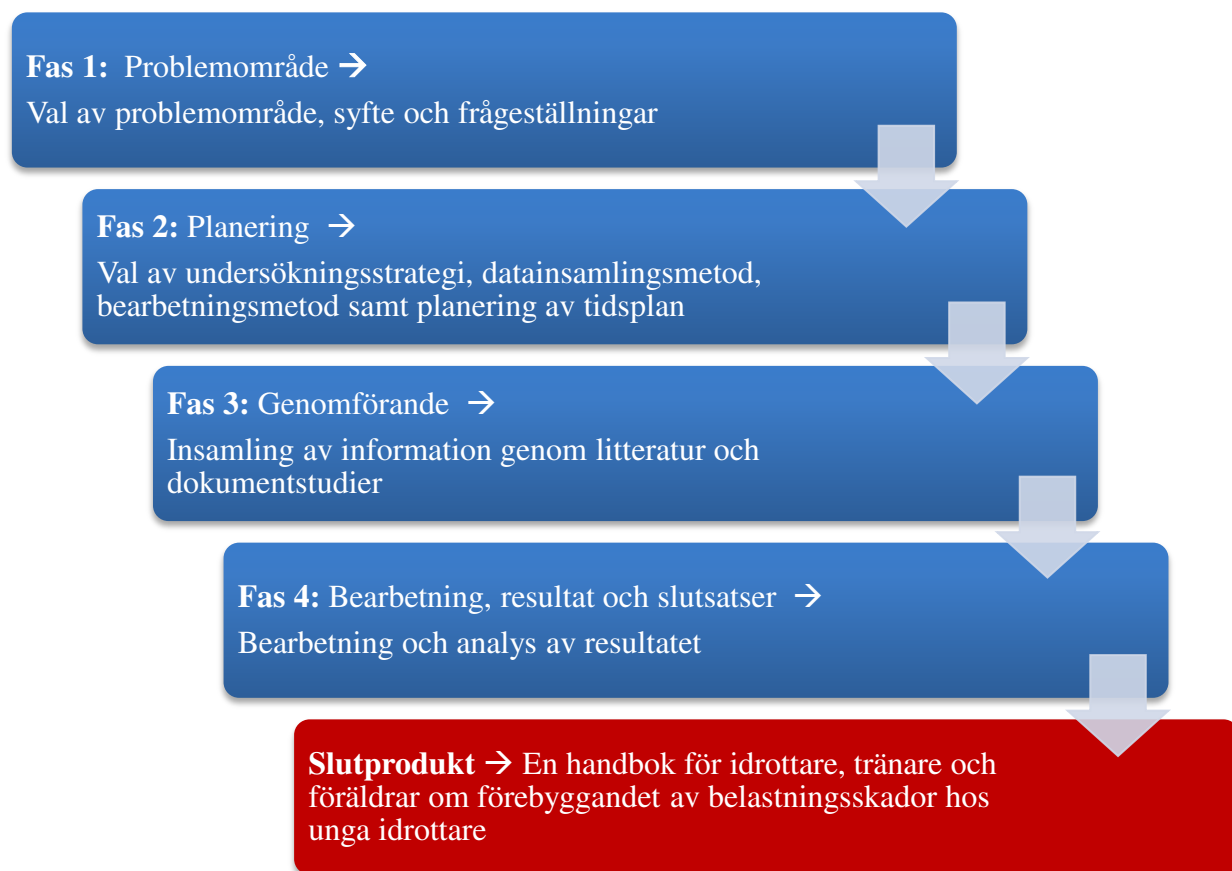 Fas 1: Problemområde →
Val av problemområde, syfte och frågeställningar
Fas 2: Planering →
Val av undersökningsstrategi, datainsamlingsmetod,
bearbetningsmetod samt planering av tidsplan
Fas 3: Genomförande →
Insamling av information genom litteratur och
dokumentstudier
Fas 4: Bearbetning, resultat och slutsatser →
Bearbetning och analys av resultatet
Slutprodukt → En handbok för idrottare, tränare och
föräldrar om förebyggandet av belastningsskador hos
unga idrottare